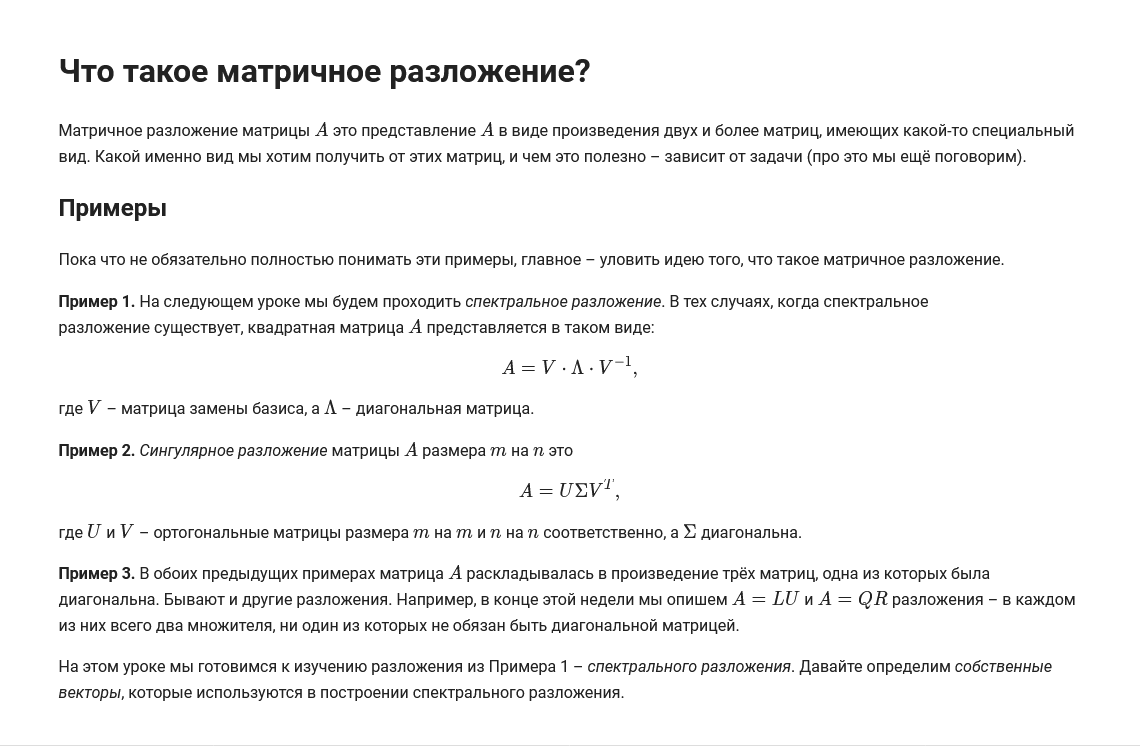 Что такое матричное разложение?
Матричное разложение матрицы A это представление A в виде произведения двух и более матриц, имеющих какой-то специальный
вид. Какой именно вид мы хотим получить от этих матриц, и чем это полезно – зависит от задачи (про это мы ещё поговорим).
Примеры
Пока что не обязательно полностью понимать эти примеры, главное – уловить идею того, что такое матричное разложение.
Пример 1. На следующем уроке мы будем проходить спектральное разложение. В тех случаях, когда спектральное
разложение существует, квадратная матрица A представляется в таком виде:
A = V · Λ · V⁻¹,
где V – матрица замены базиса, а Λ – диагональная матрица.
Пример 2. Сингулярное разложение матрицы A размера m на n это
A = UΣVᵀ,
где U и V – ортогональные матрицы размера m на m и n на n соответственно, а Σ диагональна.
Пример 3. В обоих предыдущих примерах матрица A раскладывалась в произведение трёх матриц, одна из которых была
диагональна. Бывают и другие разложения. Например, в конце этой недели мы опишем A = LU и A = QR разложения – в каждом
из них всего два множителя, ни один из которых не обязан быть диагональной матрицей.
На этом уроке мы готовимся к изучению разложения из Примера 1 – спектрального разложения. Давайте определим собственные
векторы, которые используются в построении спектрального разложения.